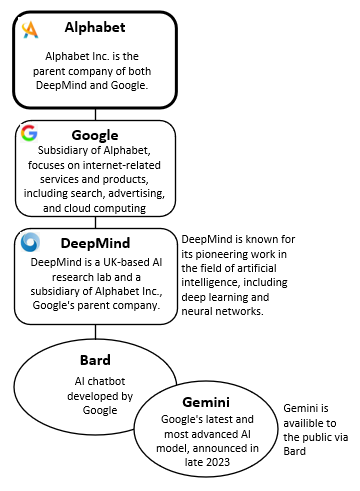 Alphabet
Alphabet Inc. is the
parent company of both
DeepMind and Google.
Google
Subsidiary of Alphabet,
focuses on internet-related
services and products,
including search, advertising,
and cloud computing
DeepMind
DeepMind is a UK-based AI
research lab and a
subsidiary of Alphabet Inc.,
Google's parent company.
DeepMind is known for
its pioneering work in
the field of artificial
intelligence, including
deep learning and
neural networks.
Bard
AI chatbot
developed by
Google
Gemini
Google's latest and
most advanced AI
model, announced in
late 2023
Gemini is
availible to
the public via
Bard